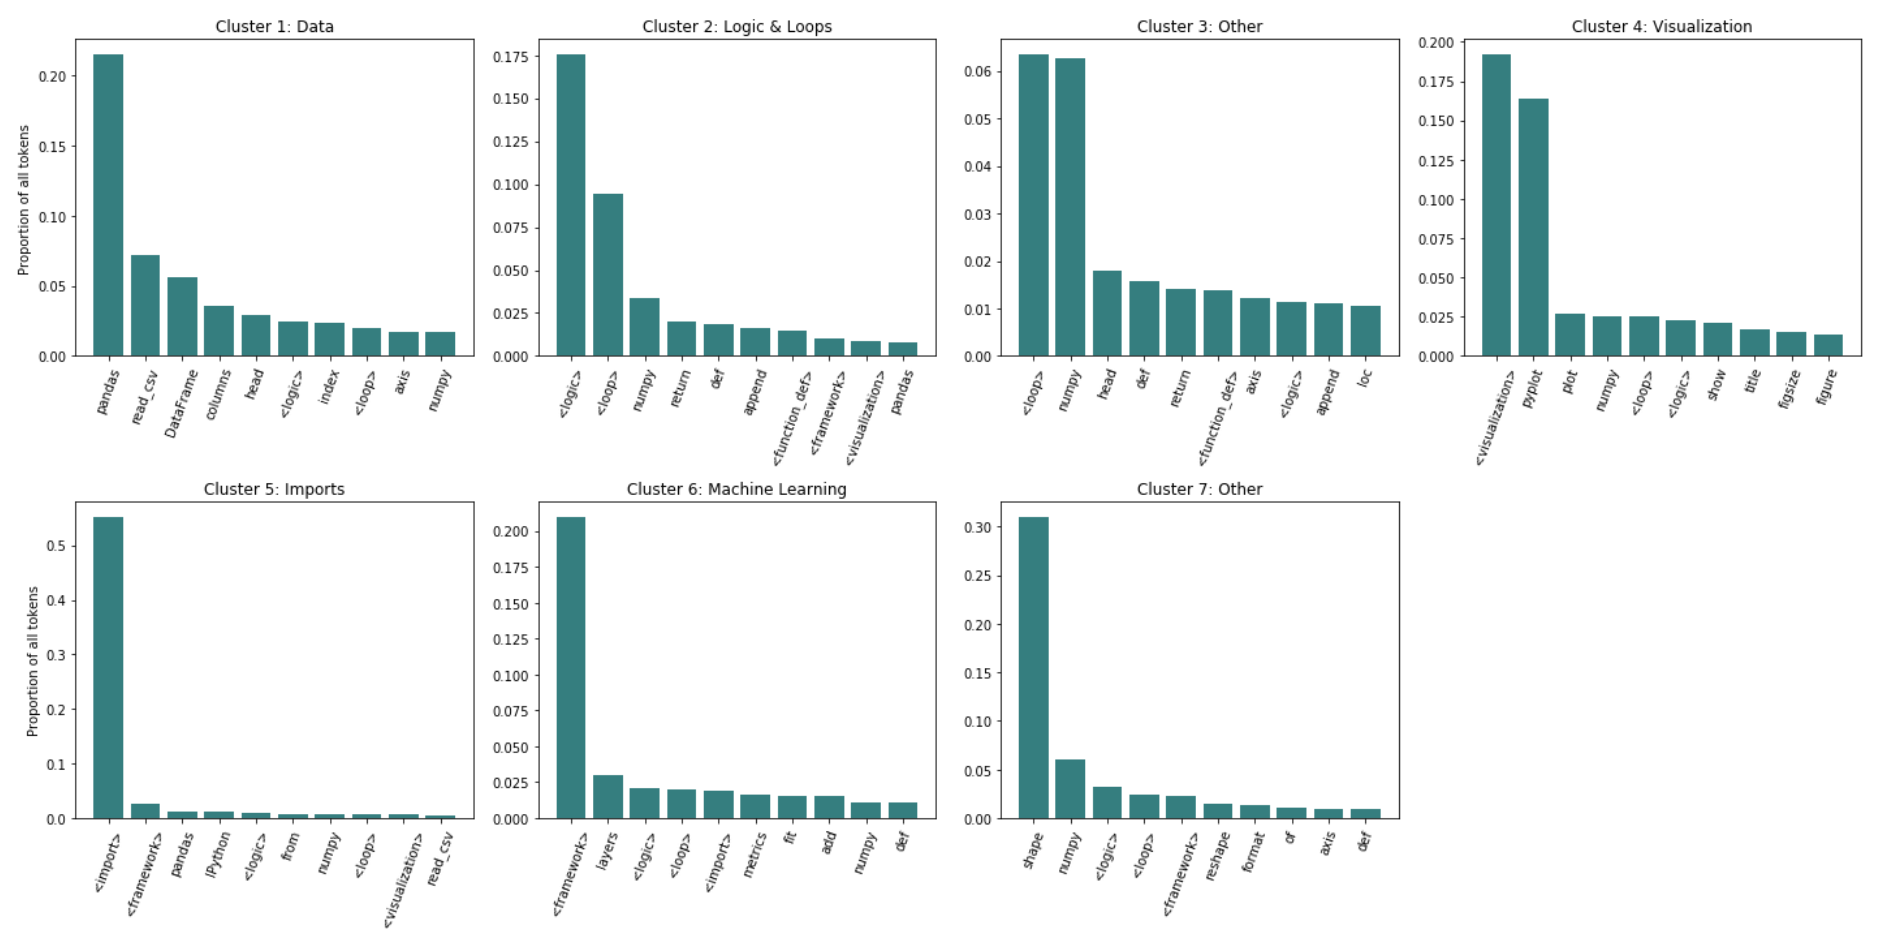 Cluster 1: Data
Proportion of all tokens
0.20
0.15
0.10
0.05
0.00
pandas
read_csv
DataFrame
columns
head
<logic>
index
<loop>
axis
numpy
Cluster 2: Logic & Loops
0.175
0.150
0.125
0.100
0.075
0.050
0.025
0.000
<logic>
<loop>
numpy
return
def
append
<function_def>
<framework>
<visualization>
pandas
Cluster 3: Other
0.06
0.05
0.04
0.03
0.02
0.01
0.00
<loop>
numpy
head
def
return
<function_def>
axis
<logic>
append
loc
Cluster 4: Visualization
0.200
0.175
0.150
0.125
0.100
0.075
0.050
0.025
0.000
<visualization>
pyplot
plot
numpy
<loop>
<logic>
show
title
figsize
figure
Cluster 5: Imports
Proportion of all tokens
0.5
0.4
0.3
0.2
0.1
0.0
<import>
<framework>
pandas
IPython
<logic>
from
numpy
<loop>
<visualization>
read_csv
Cluster 6: Machine Learning
0.200
0.175
0.150
0.125
0.100
0.075
0.050
0.025
0.000
<framework>
layers
<logic>
<loop>
<import>
metrics
fit
add
numpy
def
Cluster 7: Other
0.30
0.25
0.20
0.15
0.10
0.05
0.00
shape
numpy
<logic>
<loop>
<framework>
reshape
format
of
axis
def